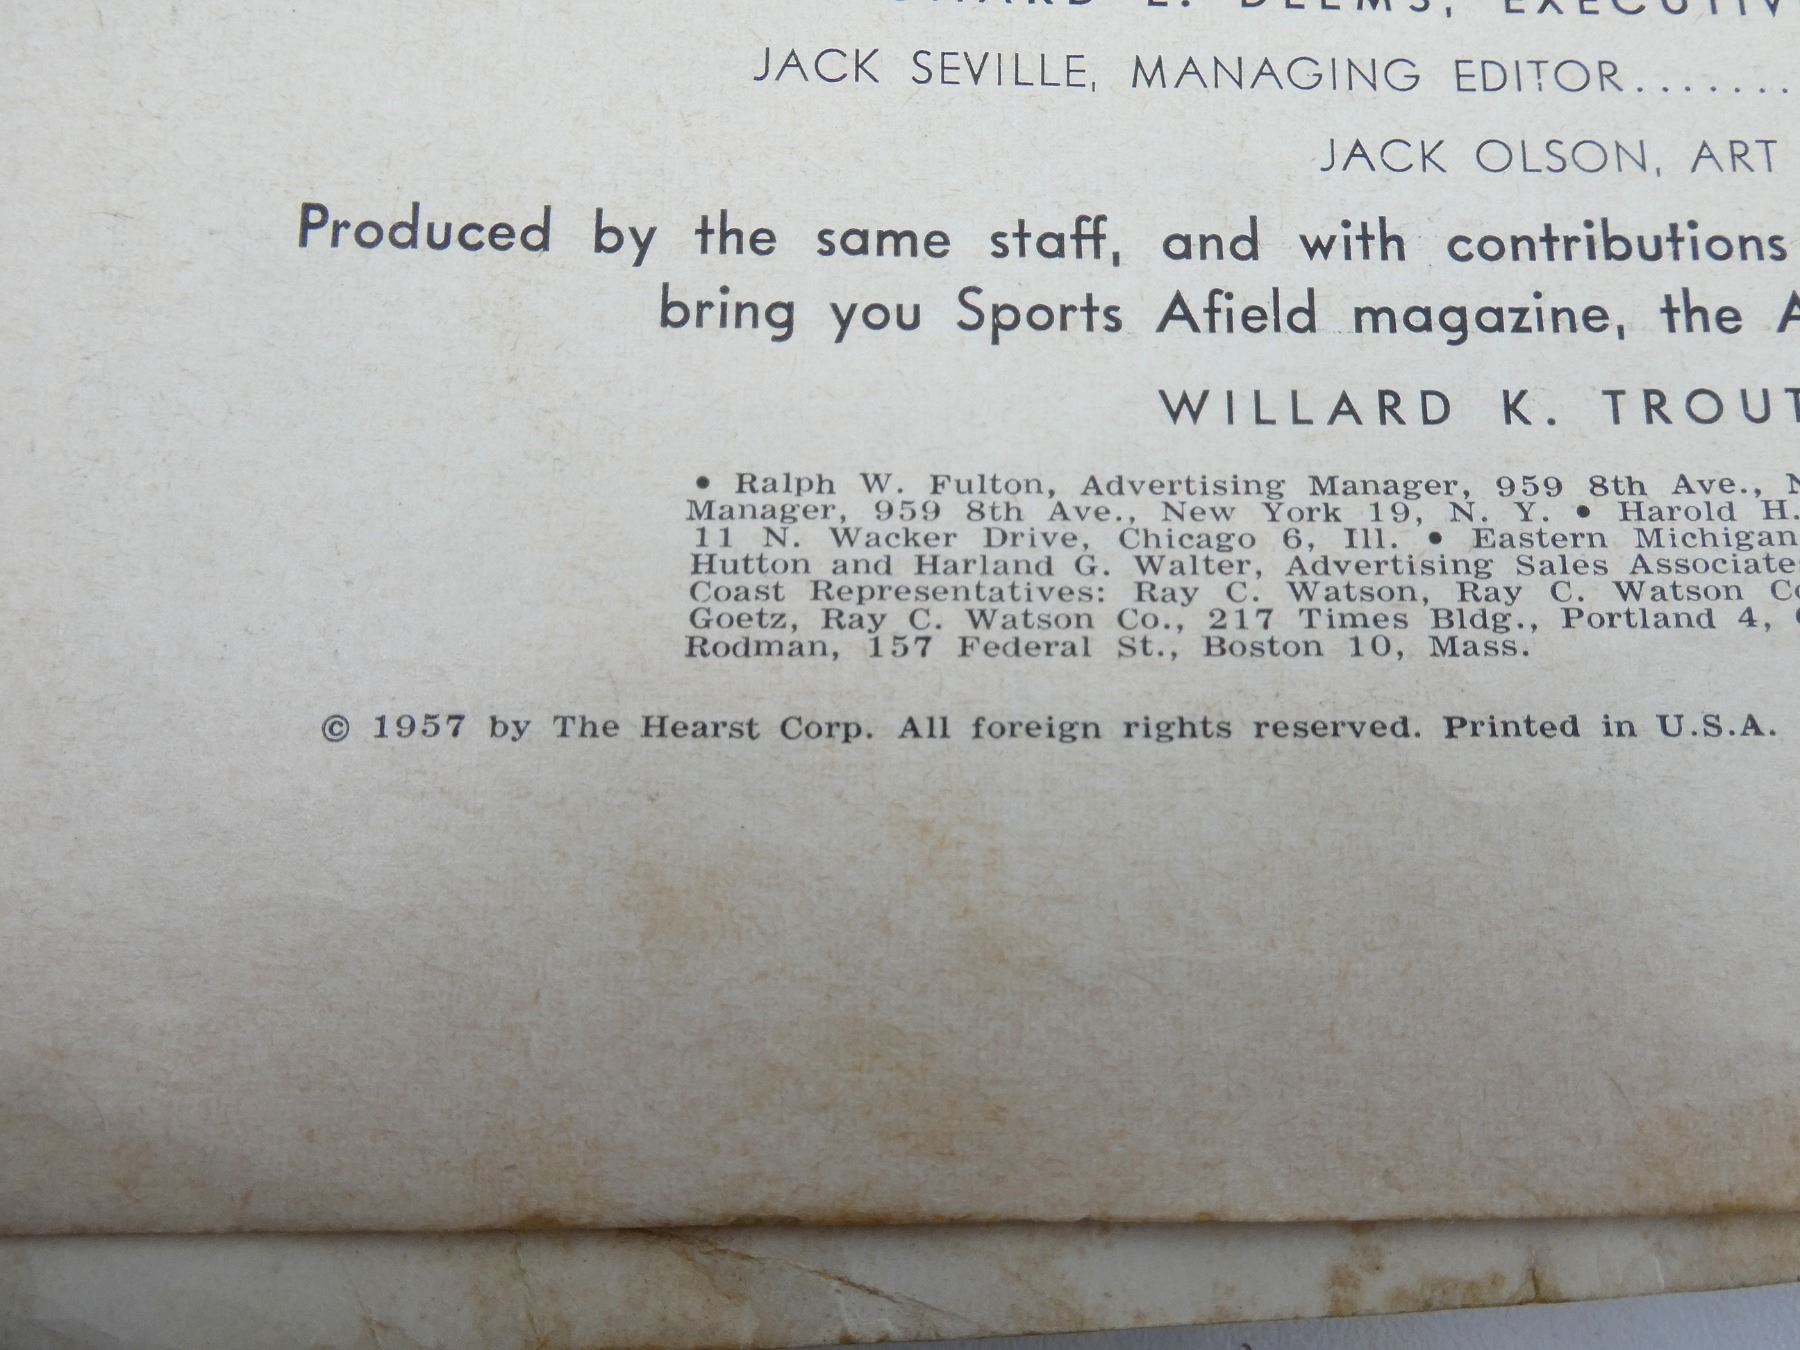 L. DEEMS, EXECUTIV
JACK SEVILLE, MANAGING EDITOR.......
JACK OLSON, ART
Produced by the same staff, and with contributions
bring you Sports Afield magazine, the A
WILLARD K. TROUT
• Ralph W. Fulton, Advertising Manager, 959 8th Ave., N
Manager, 959 8th Ave., New York 19, N. Y. • Harold H.
11 N. Wacker Drive, Chicago 6, Ill. • Eastern Michigan
Hutton and Harland G. Walter, Advertising Sales Associate
Coast Representatives: Ray C. Watson, Ray C. Watson Co
Goetz, Ray C. Watson Co., 217 Times Bldg., Portland 4,
Rodman, 157 Federal St., Boston 10, Mass.
© 1957 by The Hearst Corp. All foreign rights reserved. Printed in U.S.A.